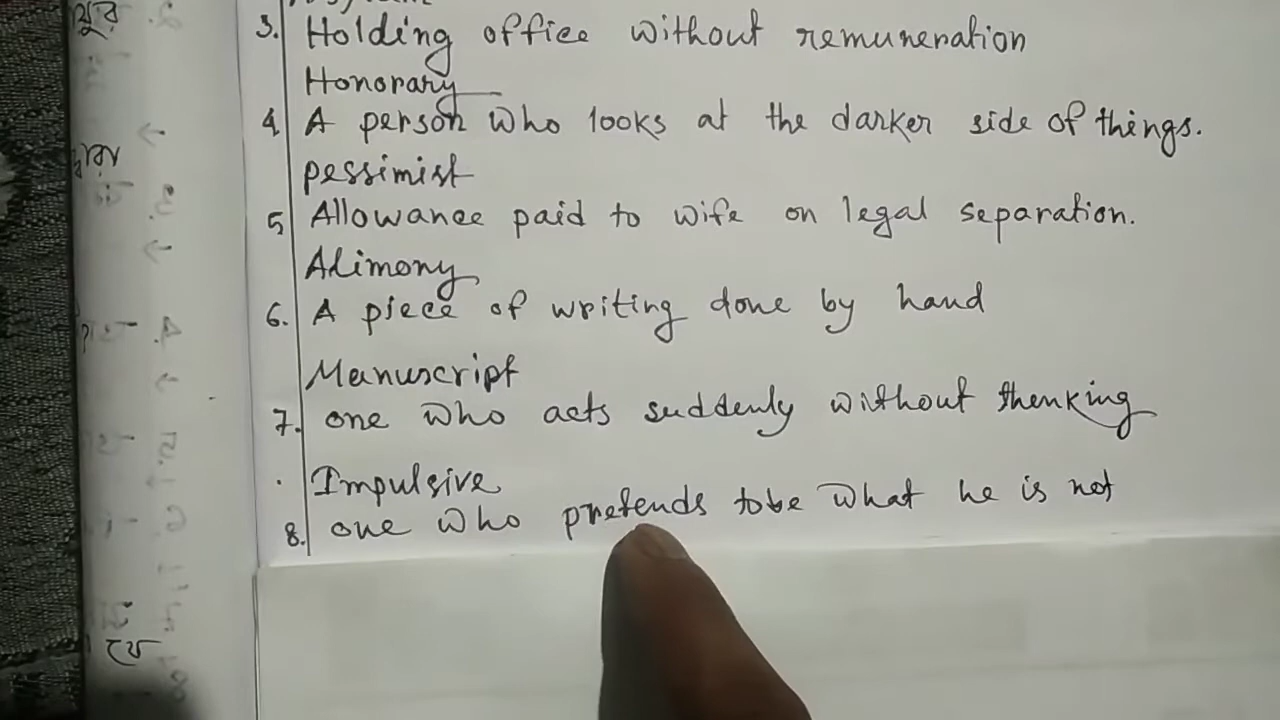 3. Holding office without remuneration
Honorary
4 A person who looks at the darker side of things.
pessimist
5 Allowance paid to wife on legal separation.
Alimony
6. A piece of writing done by hand
Manuscript
7. one who acts suddenly without thenking
Impulsive
8. one who pretends tobe what he is not